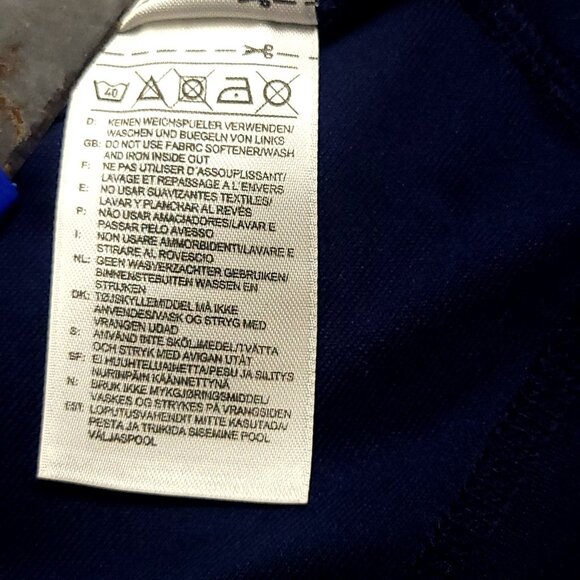 40
D: KEINEN WEICHSPUELER VERWENDEN/
WASCHEN UND BUEGELN VON LINKS
GB: DO NOT USE FABRIC SOFTENER/WASH
AND IRON INSIDE OUT
F: NE PAS UTILISER D'ASSOUPLISSANT/
LAVAGE ET REPASSAGE A L'ENVERS
E: NO USAR SUAVIZANTES TEXTILES/
LAVAR Y PLANCHAR AL REVÉS
P: NÃO USAR AMACIADORES/LAVAR E
PASSAR PELO AVESSO
I: NON USARE AMMORBIDENTI/LAVARE E
STIRARE AL ROVESCIO
NL: GEEN WASVERZACHTER GEBRUIKEN/
BINNENSTEBUITEN WASSEN EN
STRIJKEN
DK: TØJSKYLLEMIDDEL MÅ IKKE
ANVENDES/VASK OG STRYG MED
VRANGEN UDAD
S: ANVÄND INTE SKÖLJMEDEL/TVÄTTA
OCH STRYK MED AVIGAN UTÅT
SF: EI HUUHTELUAINETTA/PESU JA SILITYS
NURINPÄIN KÄÄNNETTYNÄ
N: BRUK IKKE MYKGJØRINGSMIDDEL/
VASKES OG STRYKES PÅ VRANGSIDEN
EST: LOPUTUSVAHENDIT MITTE KASUTADA/
PESTA JA TRIIKIDA SISEMINE POOL
VÄLJASPOOL